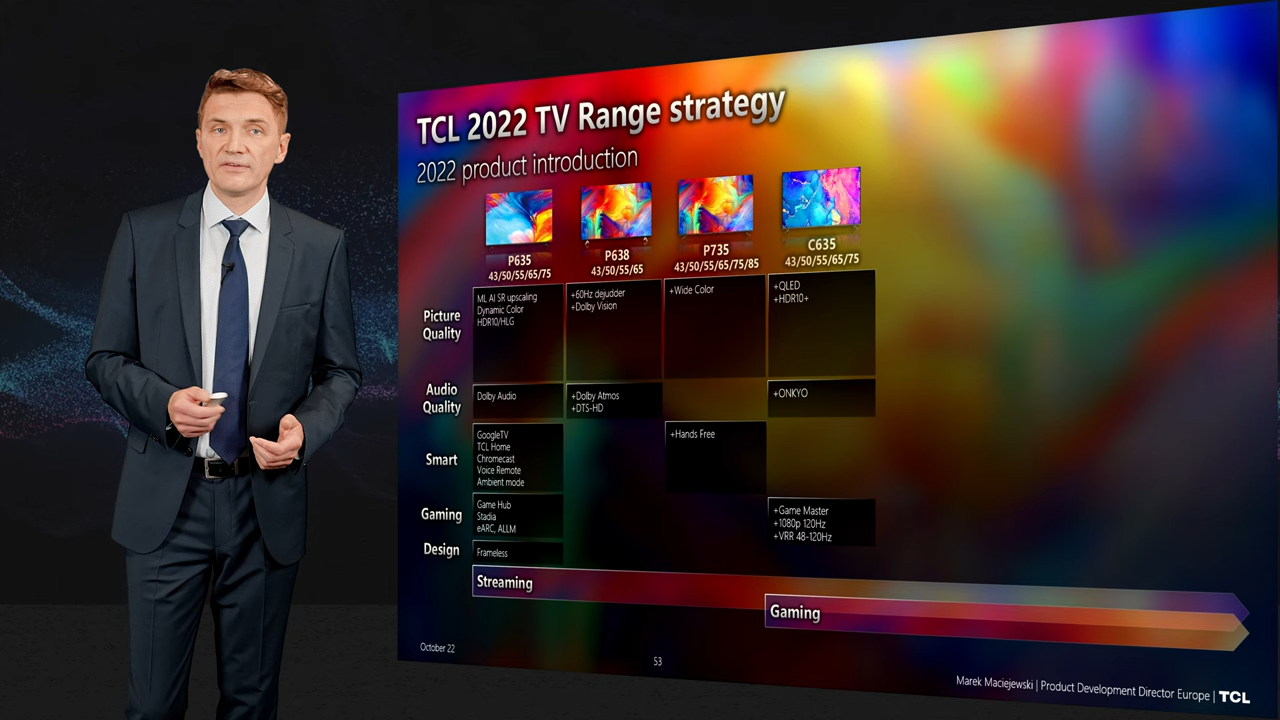 TCL 2022 TV Range strategy
2022 product introduction
P635
43/50/55/65/75
P638
43/50/55/65
P735
43/50/55/65/75/85
C635
43/50/55/65/75
Picture
Quality
ML AI SR upscaling
Dynamic Color
HDR10/HLG
+60Hz dejudder
+Dolby Vision
+Wide Color
+QLED
+HDR10+
Audio
Quality
Dolby Audio
+Dolby Atmos
+DTS-HD
+ONKYO
Smart
GoogleTV
TCL Home
Chromecast
Voice Remote
Ambient mode
+Hands Free
Gaming
Game Hub
Stadia
eARC, ALLM
+Game Master
+1080p 120Hz
+VRR 48-120Hz
Design
Frameless
Streaming
Gaming
October 22
53
Marek Maciejewski | Product Development Director Europe | TCL